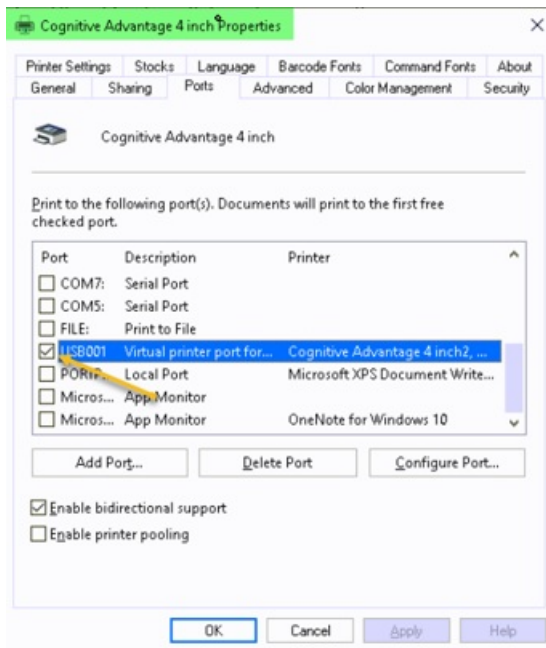 Cognitive Advantage 4 inch Properties
Printer Settings Stocks Language Barcode Fonts Command Fonts About
General Sharing Ports Advanced Color Management Security
Cognitive Advantage 4 inch
Print to the following port(s). Documents will print to the first free
checked port.
Port Description Printer
COM7: Serial Port
COM5: Serial Port
FILE: Print to File
USB001 Virtual printer port for... Cognitive Advantage 4 inch2, ...
Local Port Microsoft XPS Document Write...
Micros... App Monitor
Micros... App Monitor OneNote for Windows 10
Add Port... Delete Port Configure Port...
Enable bidirectional support
Enable printer pooling
OK Cancel Apply Help